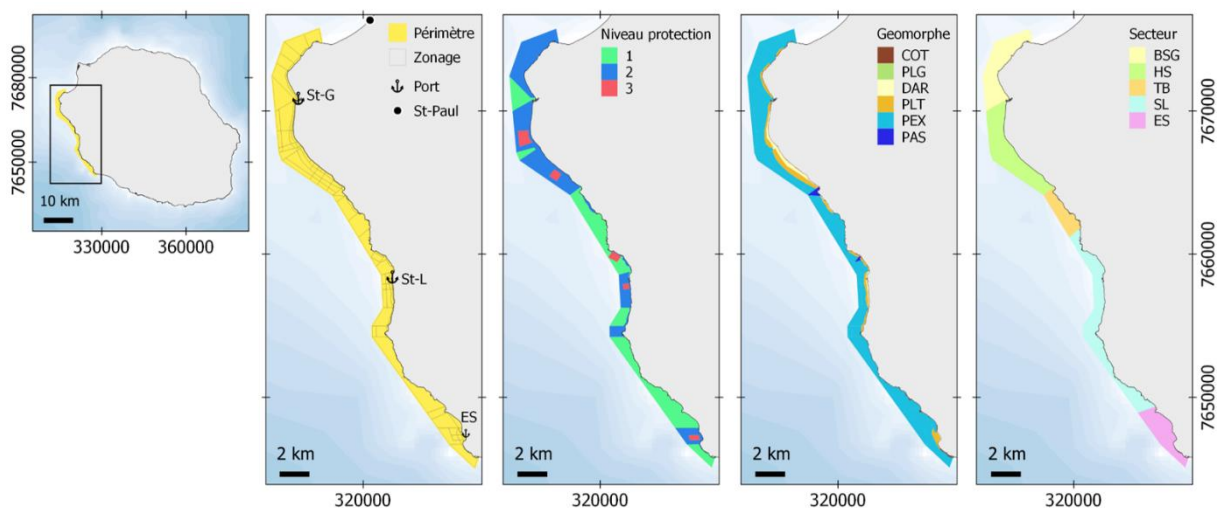 7680000
7650000
10 km
330000
360000
Périmètre
Zonage
Port
St-Paul
St-G
St-L
ES
2 km
320000
Niveau protection
1
2
3
2 km
320000
Geomorphe
COT
PLG
DAR
PLT
PEX
PAS
2 km
320000
Secteur
BSG
HS
TB
SL
ES
2 km
320000
7670000
7660000
7650000